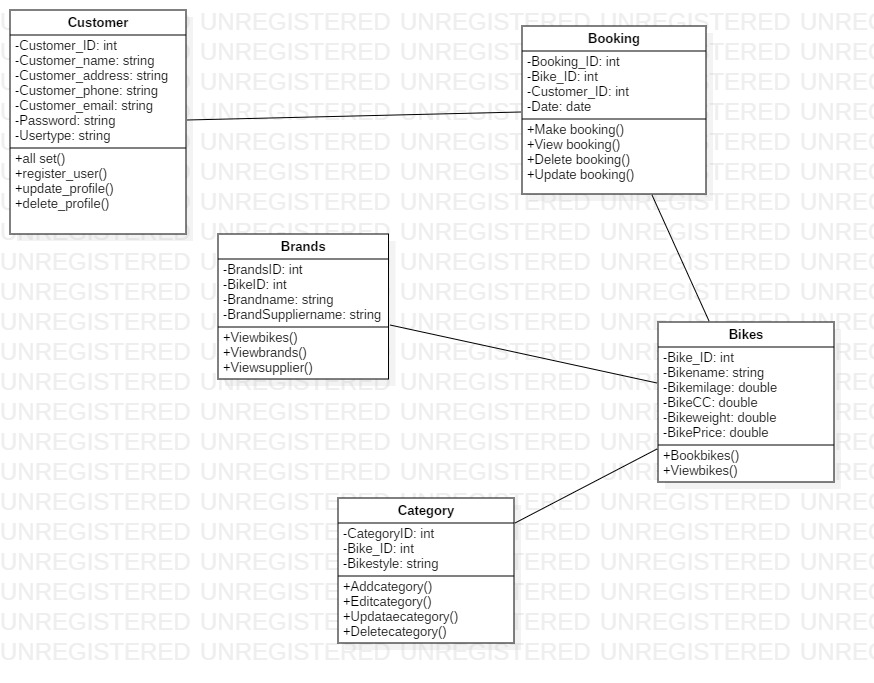 Customer
-Customer_ID: int
-Customer_name: string
-Customer_address: string
-Customer_phone: string
-Customer_email: string
-Password: string
-Usertype: string
+all set()
+register_user()
+update_profile()
+delete_profile()
Booking
-Booking_ID: int
-Bike_ID: int
-Customer_ID: int
-Date: date
+Make booking()
+View booking()
+Delete booking()
+Update booking()
Brands
-BrandsID: int
-BikeID: int
-Brandname: string
-BrandSuppliername: string
+Viewbikes()
+Viewbrands()
+Viewsupplier()
Bikes
-Bike_ID: int
-Bikename: string
-Bikemilage: double
-BikeCC: double
-Bikeweight: double
-BikePrice: double
+Bookbikes()
+Viewbikes()
Category
-CategoryID: int
-Bike_ID: int
-Bikestyle: string
+Addcategory()
+Editcategory()
+Updataecategory()
+Deletecategory()
UNREGISTERED